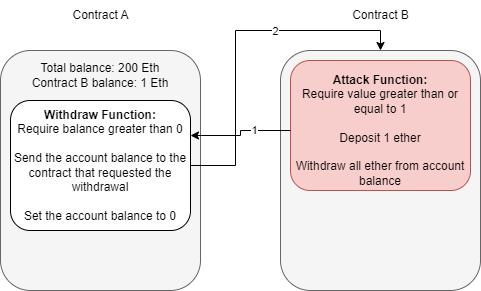 Contract A
Contract B
Total balance: 200 Eth
Contract B balance: 1 Eth
Withdraw Function:
Require balance greater than 0
Send the account balance to the
contract that requested the
withdrawal
Set the account balance to 0
1
2
Attack Function:
Require value greater than or
equal to 1
Deposit 1 ether
Withdraw all ether from account
balance